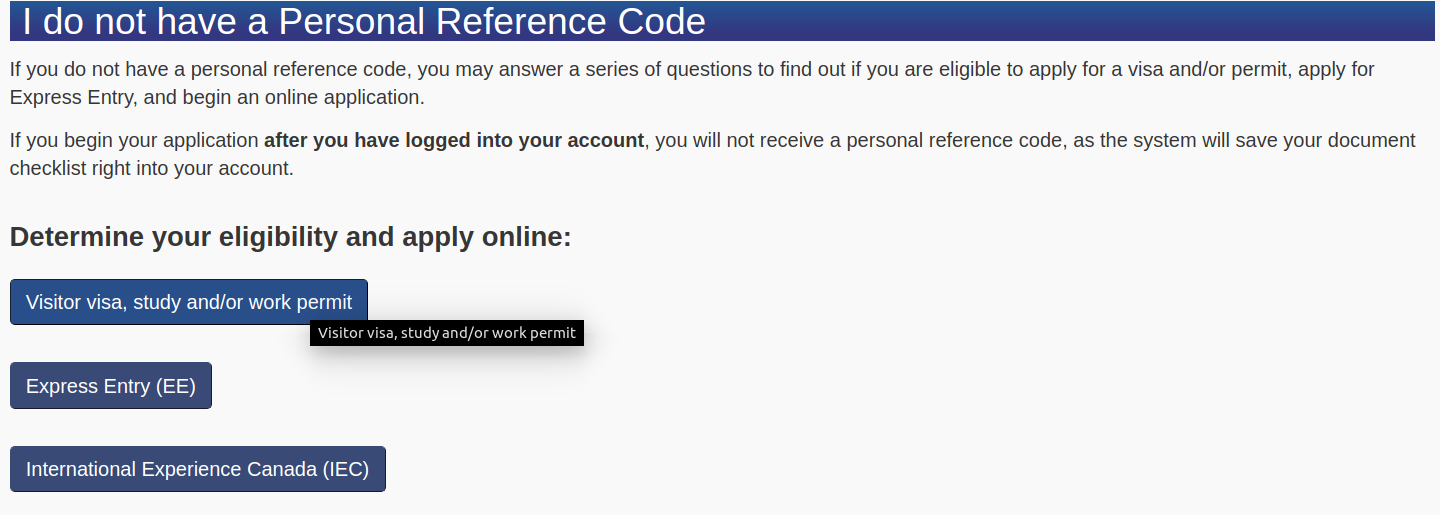 I do not have a Personal Reference Code
If you do not have a personal reference code, you may answer a series of questions to find out if you are eligible to apply for a visa and/or permit, apply for
Express Entry, and begin an online application.
If you begin your application after you have logged into your account, you will not receive a personal reference code, as the system will save your document
checklist right into your account.
Determine your eligibility and apply online:
Visitor visa, study and/or work permit
Visitor visa, study and/or work permit
Express Entry (EE)
International Experience Canada (IEC)